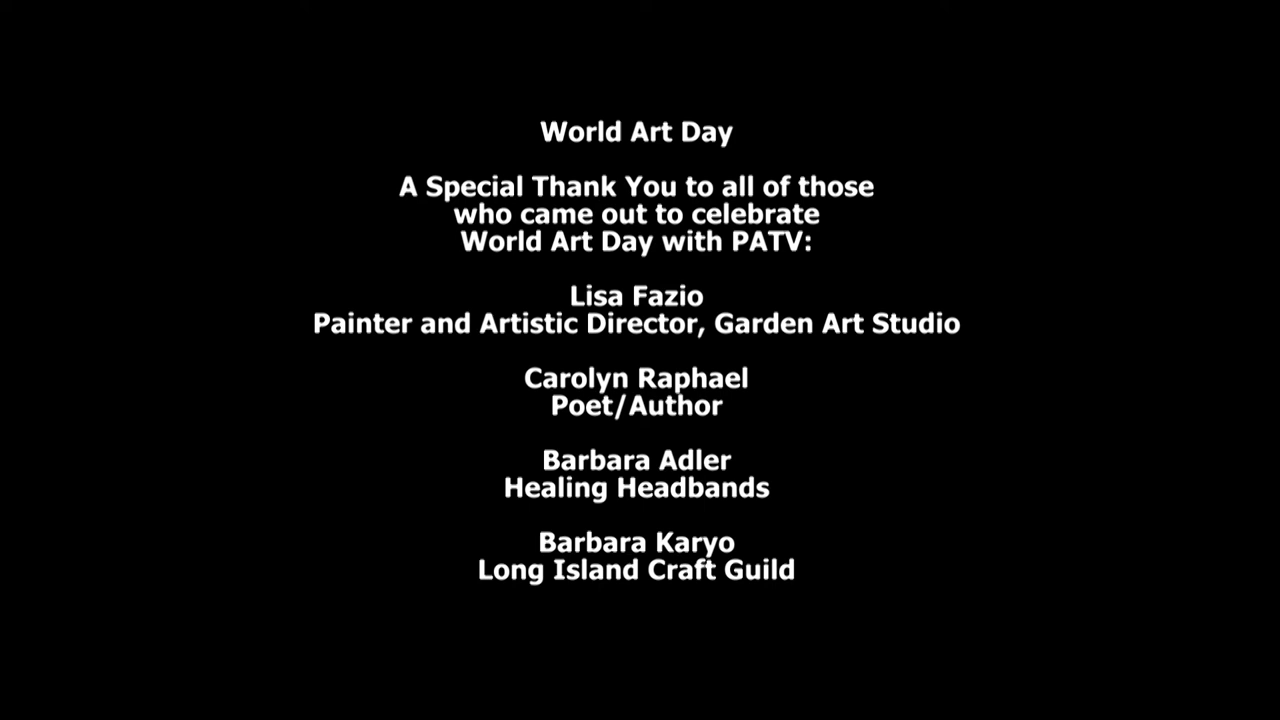 World Art Day
A Special Thank You to all of those
who came out to celebrate
World Art Day with PATV:
Lisa Fazio
Painter and Artistic Director, Garden Art Studio
Carolyn Raphael
Poet/Author
Barbara Adler
Healing Headbands
Barbara Karyo
Long Island Craft Guild